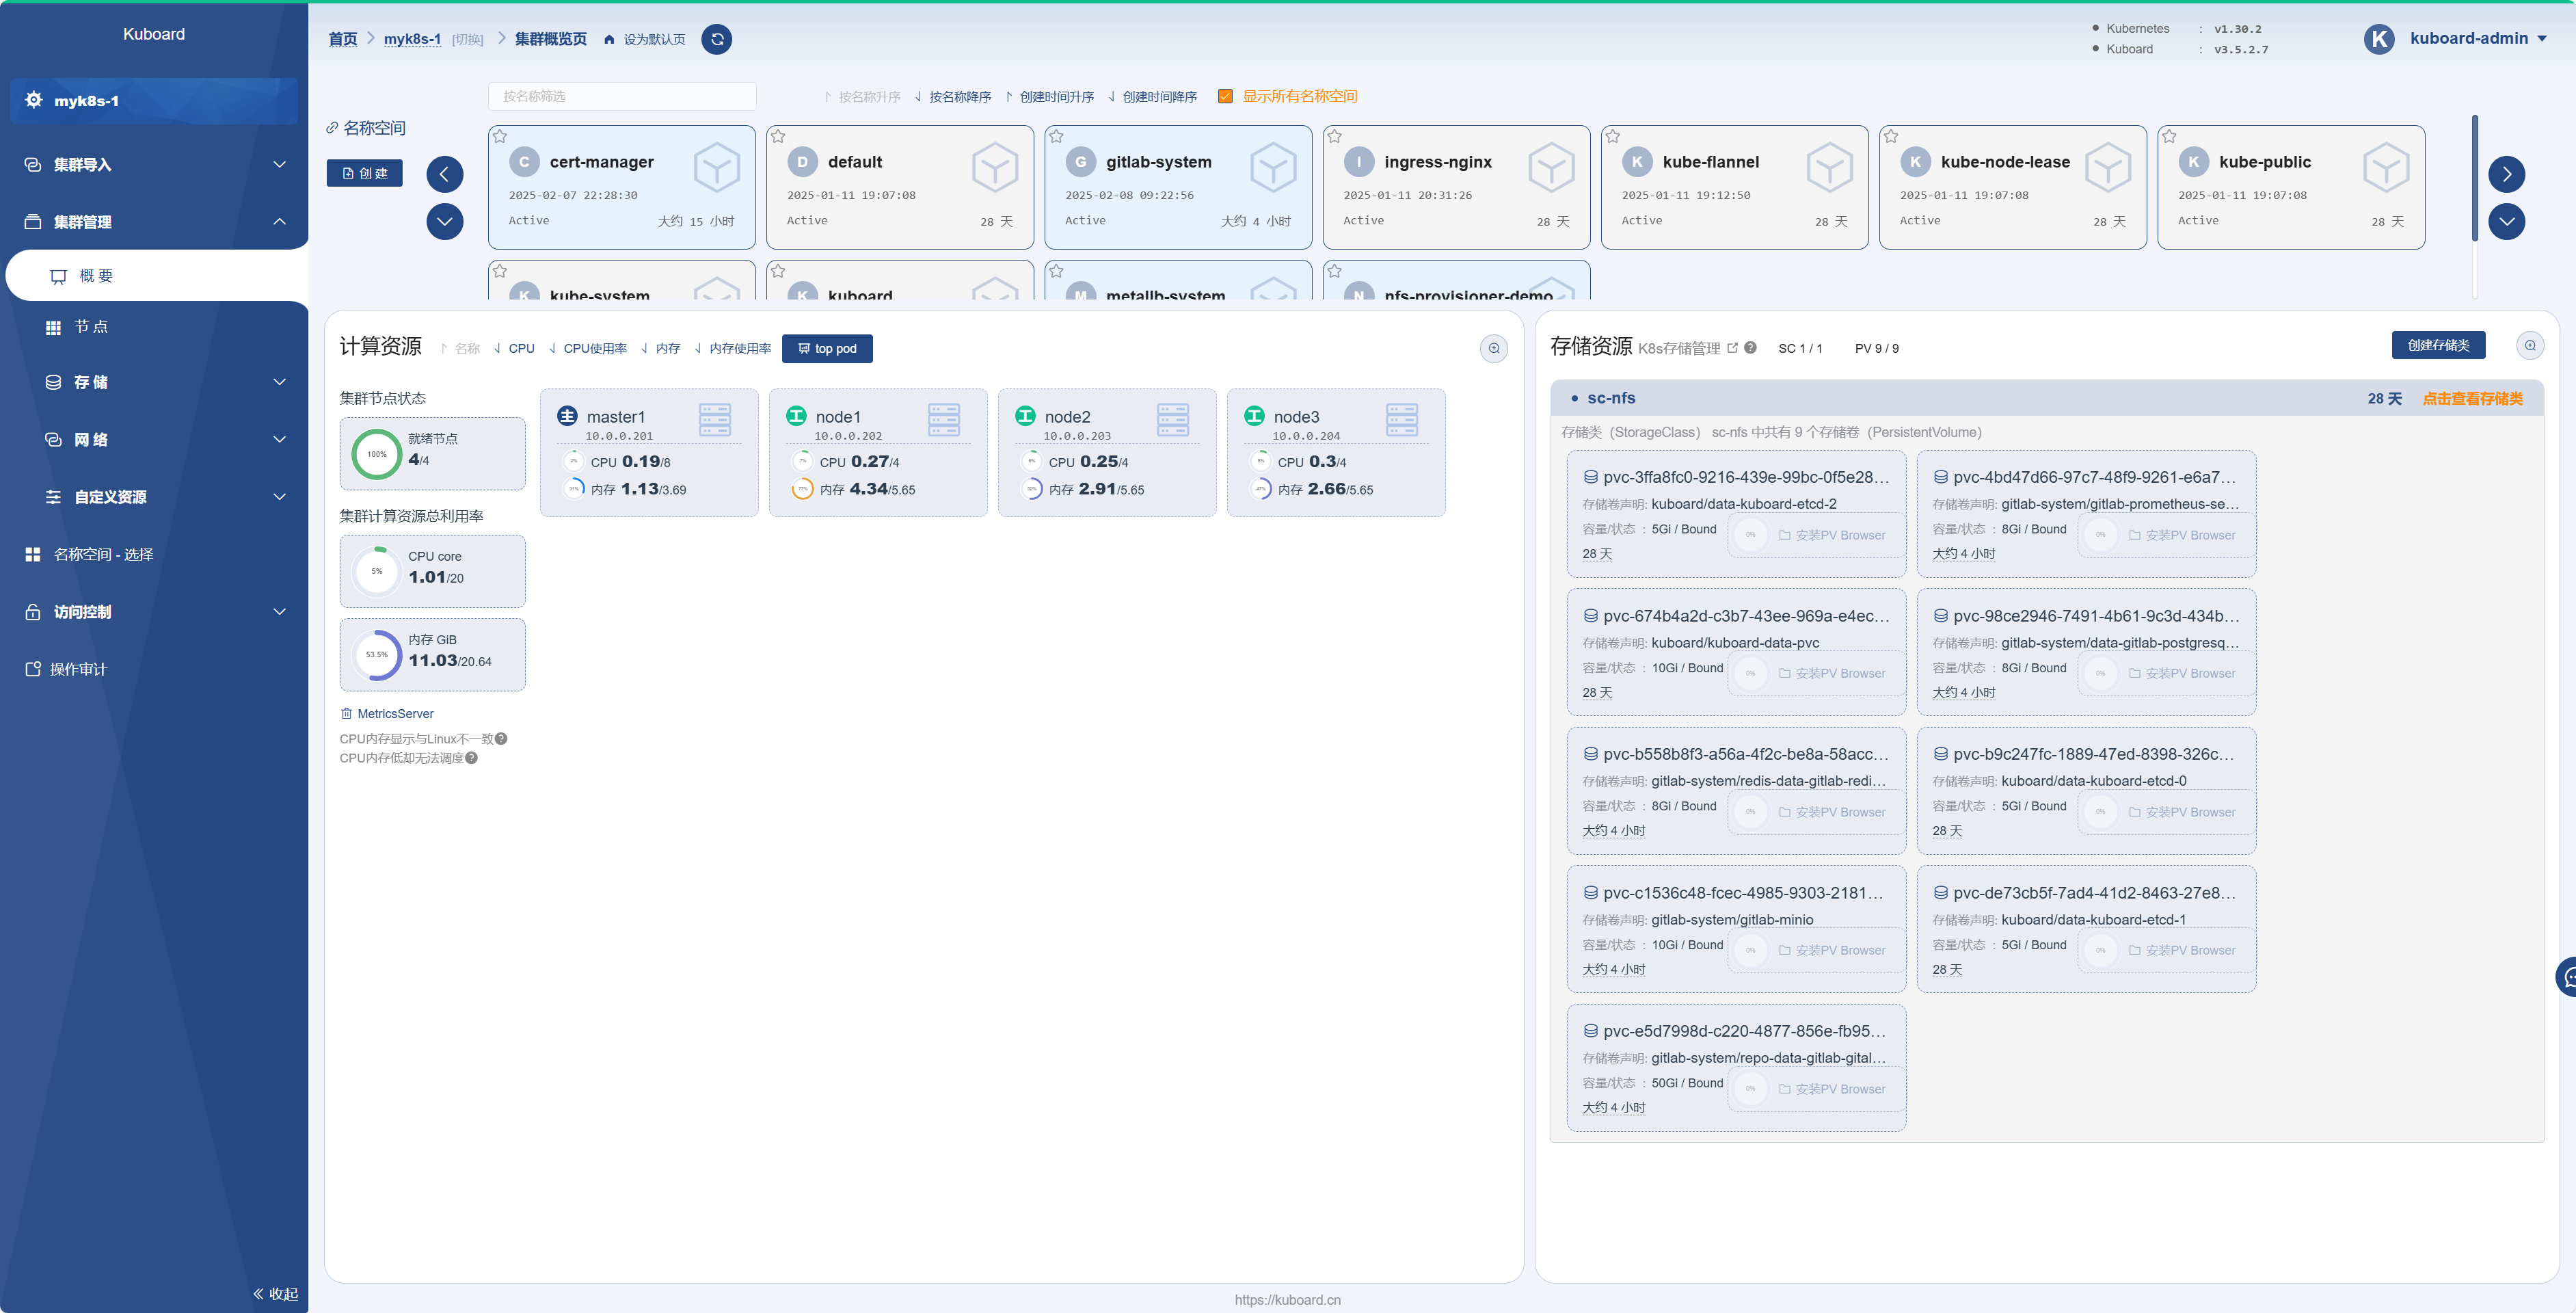 Kuboard
myk8s-1
集群导入
集群管理
概 要
节 点
存 储
网 络
自定义资源
名称空间 - 选择
访问控制
操作审计
收起
首页
myk8s-1 [切换]
集群概览页
设为默认页
Kubernetes : v1.30.2
Kuboard : v3.5.2.7
K kuboard-admin
名称空间
创 建
按名称筛选
按名称升序 按名称降序 创建时间升序 创建时间降序 显示所有名称空间
C cert-manager
2025-02-07 22:28:30
Active 大约 15 小时
D default
2025-01-11 19:07:08
Active 28 天
G gitlab-system
2025-02-08 09:22:56
Active 大约 4 小时
I ingress-nginx
2025-01-11 20:31:26
Active 28 天
K kube-flannel
2025-01-11 19:12:50
Active 28 天
K kube-node-lease
2025-01-11 19:07:08
Active 28 天
K kube-public
2025-01-11 19:07:08
Active 28 天
K kube-system
K kuboard
M metallb-system
N nfs-provisioner-demo
计算资源 名称 CPU CPU使用率 内存 内存使用率 top pod
集群节点状态
100% 就绪节点
4/4
集群计算资源总利用率
5% CPU core
1.01/20
53.5% 内存 GiB
11.03/20.64
MetricsServer
CPU内存显示与Linux不一致
CPU内存低却无法调度
主 master1
10.0.0.201
2% CPU 0.19/8
31% 内存 1.13/3.69
工 node1
10.0.0.202
7% CPU 0.27/4
77% 内存 4.34/5.65
工 node2
10.0.0.203
6% CPU 0.25/4
52% 内存 2.91/5.65
工 node3
10.0.0.204
8% CPU 0.3/4
47% 内存 2.66/5.65
存储资源 K8s存储管理 SC 1 / 1 PV 9 / 9
创建存储类
sc-nfs 28 天 点击查看存储类
存储类（StorageClass） sc-nfs 中共有 9 个存储卷（PersistentVolume）
pvc-3ffa8fc0-9216-439e-99bc-0f5e28...
存储卷声明: kuboard/data-kuboard-etcd-2
容量/状态 : 5Gi / Bound
0% 安装PV Browser
28 天
pvc-4bd47d66-97c7-48f9-9261-e6a7...
存储卷声明: gitlab-system/gitlab-prometheus-se...
容量/状态 : 8Gi / Bound
0% 安装PV Browser
大约 4 小时
pvc-674b4a2d-c3b7-43ee-969a-e4ec...
存储卷声明: kuboard/kuboard-data-pvc
容量/状态 : 10Gi / Bound
0% 安装PV Browser
28 天
pvc-98ce2946-7491-4b61-9c3d-434b...
存储卷声明: gitlab-system/data-gitlab-postgresq...
容量/状态 : 8Gi / Bound
0% 安装PV Browser
大约 4 小时
pvc-b558b8f3-a56a-4f2c-be8a-58acc...
存储卷声明: gitlab-system/redis-data-gitlab-redi...
容量/状态 : 8Gi / Bound
0% 安装PV Browser
大约 4 小时
pvc-b9c247fc-1889-47ed-8398-326c...
存储卷声明: kuboard/data-kuboard-etcd-0
容量/状态 : 5Gi / Bound
0% 安装PV Browser
28 天
pvc-c1536c48-fcec-4985-9303-2181...
存储卷声明: gitlab-system/gitlab-minio
容量/状态 : 10Gi / Bound
0% 安装PV Browser
大约 4 小时
pvc-de73cb5f-7ad4-41d2-8463-27e8...
存储卷声明: kuboard/data-kuboard-etcd-1
容量/状态 : 5Gi / Bound
0% 安装PV Browser
28 天
pvc-e5d7998d-c220-4877-856e-fb95...
存储卷声明: gitlab-system/repo-data-gitlab-gital...
容量/状态 : 50Gi / Bound
0% 安装PV Browser
大约 4 小时
https://kuboard.cn